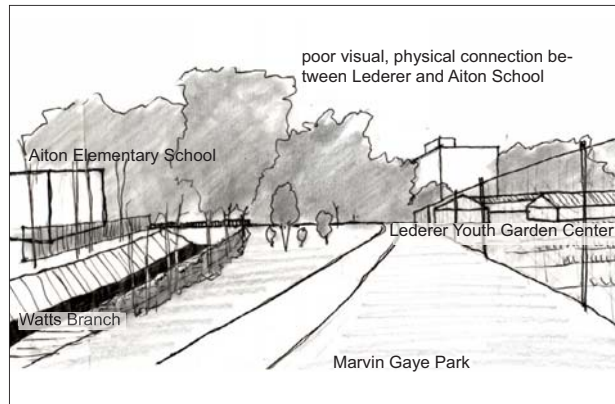 poor visual, physical connection be-
tween Lederer and Aiton School
Aiton Elementary School
Lederer Youth Garden Center
Watts Branch
Marvin Gaye Park